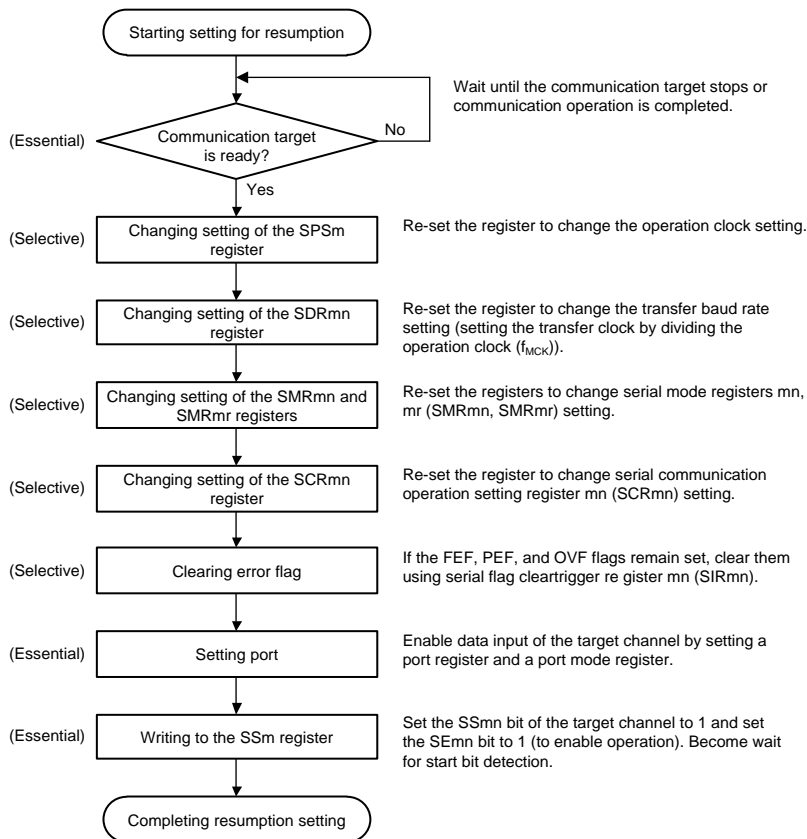 Starting setting for resumption
Wait until the communication target stops or
communication operation is completed.
(Essential)
Communication target
is ready?
No
Yes
(Selective)
Changing setting of the SPSm
register
Re-set the register to change the operation clock setting.
(Selective)
Changing setting of the SDRmn
register
Re-set the register to change the transfer baud rate
setting (setting the transfer clock by dividing the
operation clock (fMCK)).
(Selective)
Changing setting of the SMRmn and
SMRmr registers
Re-set the registers to change serial mode registers mn,
mr (SMRmn, SMRmr) setting.
(Selective)
Changing setting of the SCRmn
register
Re-set the register to change serial communication
operation setting register mn (SCRmn) setting.
(Selective)
Clearing error flag
If the FEF, PEF, and OVF flags remain set, clear them
using serial flag cleartrigger re gister mn (SIRmn).
(Essential)
Setting port
Enable data input of the target channel by setting a
port register and a port mode register.
(Essential)
Writing to the SSm register
Set the SSmn bit of the target channel to 1 and set
the SEmn bit to 1 (to enable operation). Become wait
for start bit detection.
Completing resumption setting